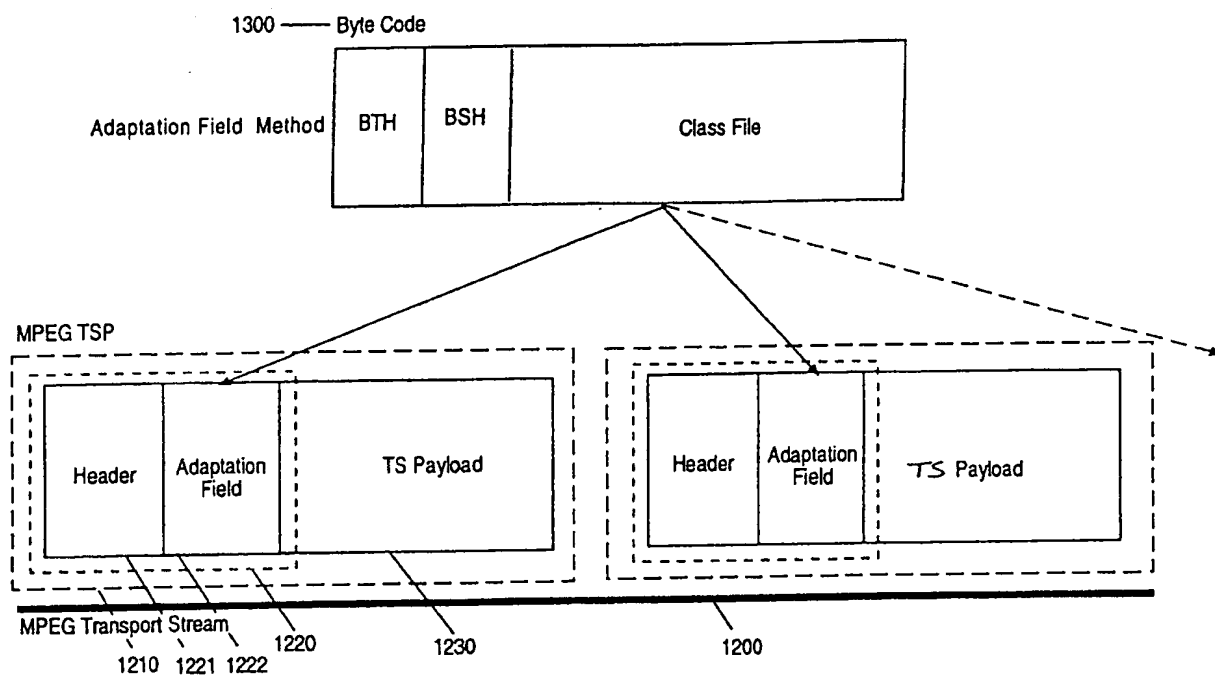 1300 Byte Code
Adaptation Field Method
BTH
BSH
Class File
MPEG TSP
Header
Adaptation
Field
TS Payload
Header
Adaptation
Field
TS Payload
MPEG Transport Stream
1210
1221
1222
1220
1230
1200